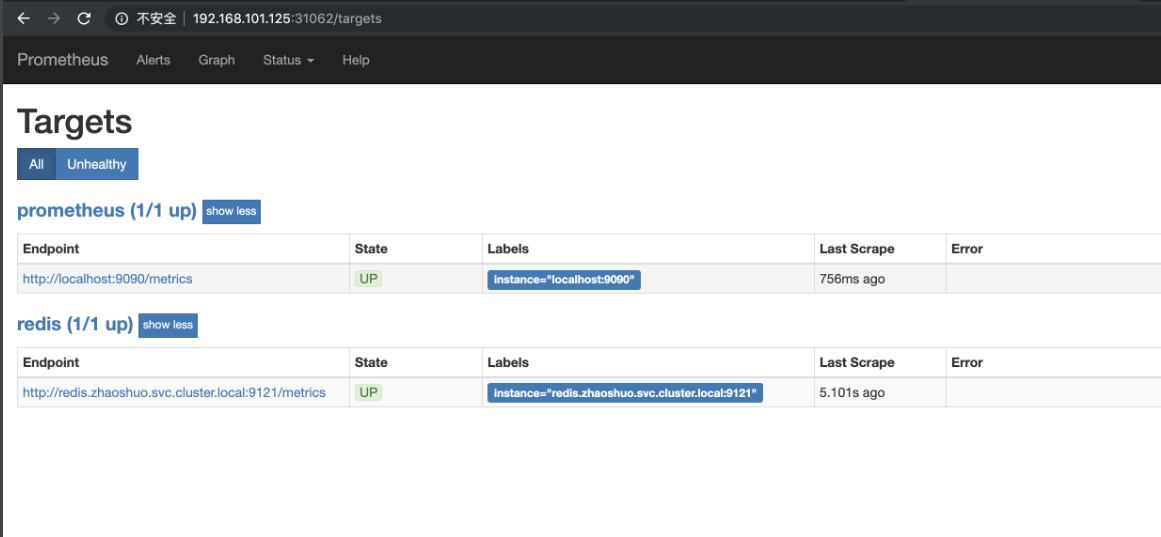 不安全 192.168.101.125:31062/targets
Prometheus Alerts Graph Status Help
Targets
All Unhealthy
prometheus (1/1 up) show less
Endpoint State Labels Last Scrape Error
http://localhost:9090/metrics UP instance="localhost:9090" 756ms ago
redis (1/1 up) show less
Endpoint State Labels Last Scrape Error
http://redis.zhaoshuo.svc.cluster.local:9121/metrics UP instance="redis.zhaoshuo.svc.cluster.local:9121" 5.101s ago